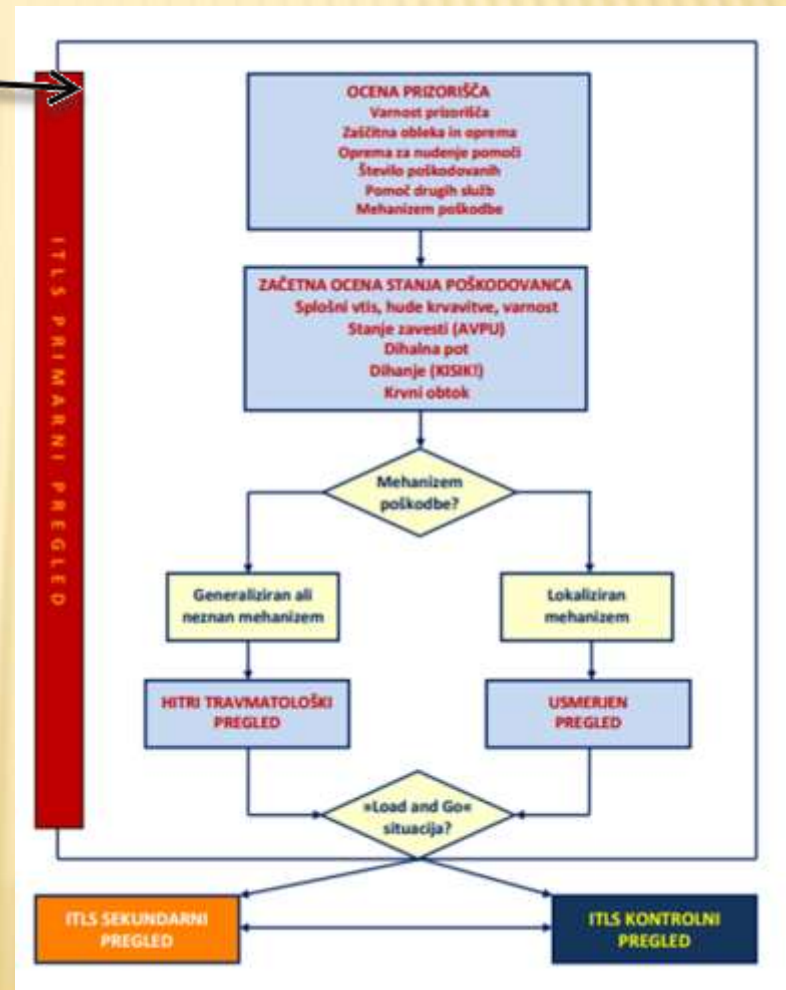 ITLS PRIMARNI PREGLED
OCENA PRIZORIŠČA
Varnost prizorišča
Zaščitna obleka in oprema
Oprema za nudenje pomoči
Število poškodovanih
Pomoč drugih služb
Mehanizem poškodbe
ZAČETNA OCENA STANJA POŠKODOVANCA
Splošni vtis, hude krvavitve, varnost
Stanje zavesti (AVPU)
Dihalna pot
Dihanje (KISIK!)
Krvni obtok
Mehanizem
poškodbe?
Generaliziran ali
neznan mehanizem
Lokaliziran
mehanizem
HITRI TRAVMATOLOŠKI
PREGLED
USMERJEN
PREGLED
»Load and Go«
situacija?
ITLS SEKUNDARNI
PREGLED
ITLS KONTROLNI
PREGLED